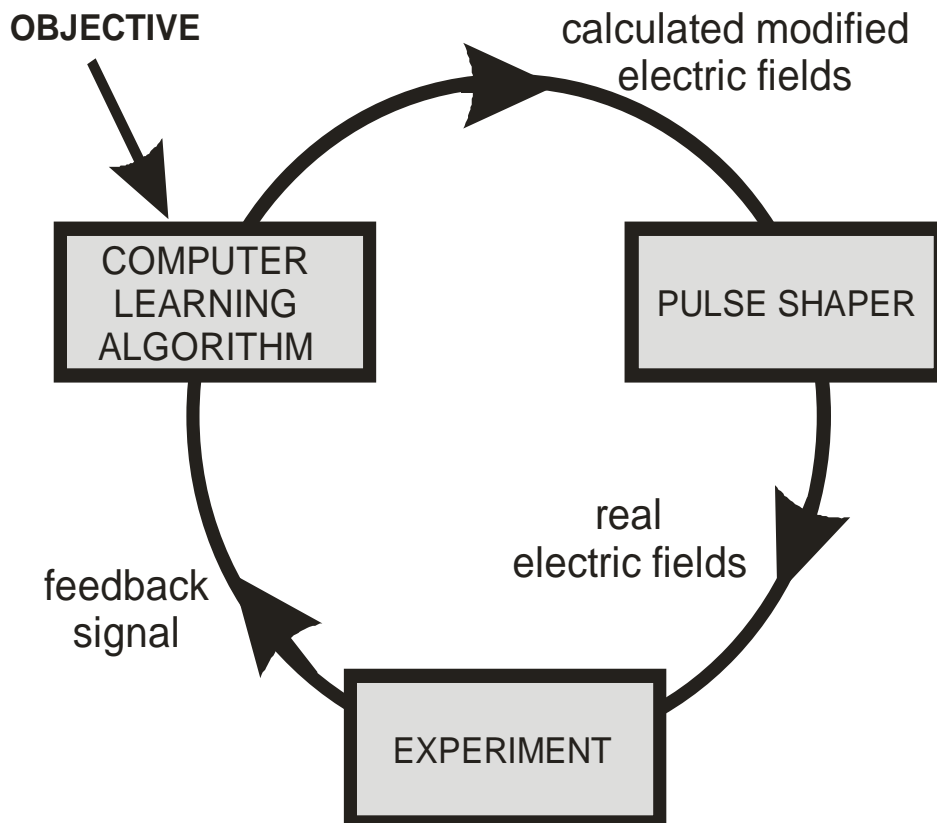 OBJECTIVE
calculated modified
electric fields
COMPUTER
LEARNING
ALGORITHM
PULSE SHAPER
real
electric fields
feedback
signal
EXPERIMENT